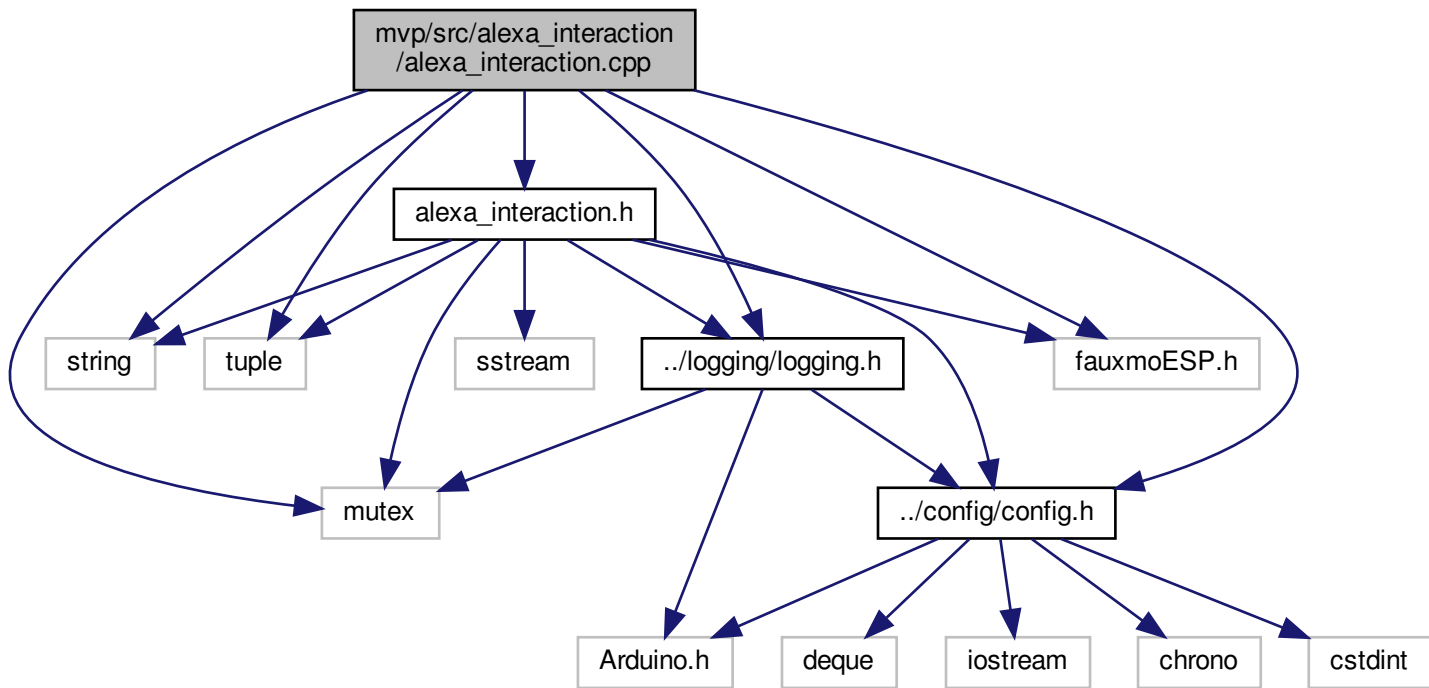 mvp/src/alexa_interaction
/alexa_interaction.cpp
alexa_interaction.h
string
tuple
sstream
../logging/logging.h
fauxmoESP.h
mutex
../config/config.h
Arduino.h
deque
iostream
chrono
cstdint